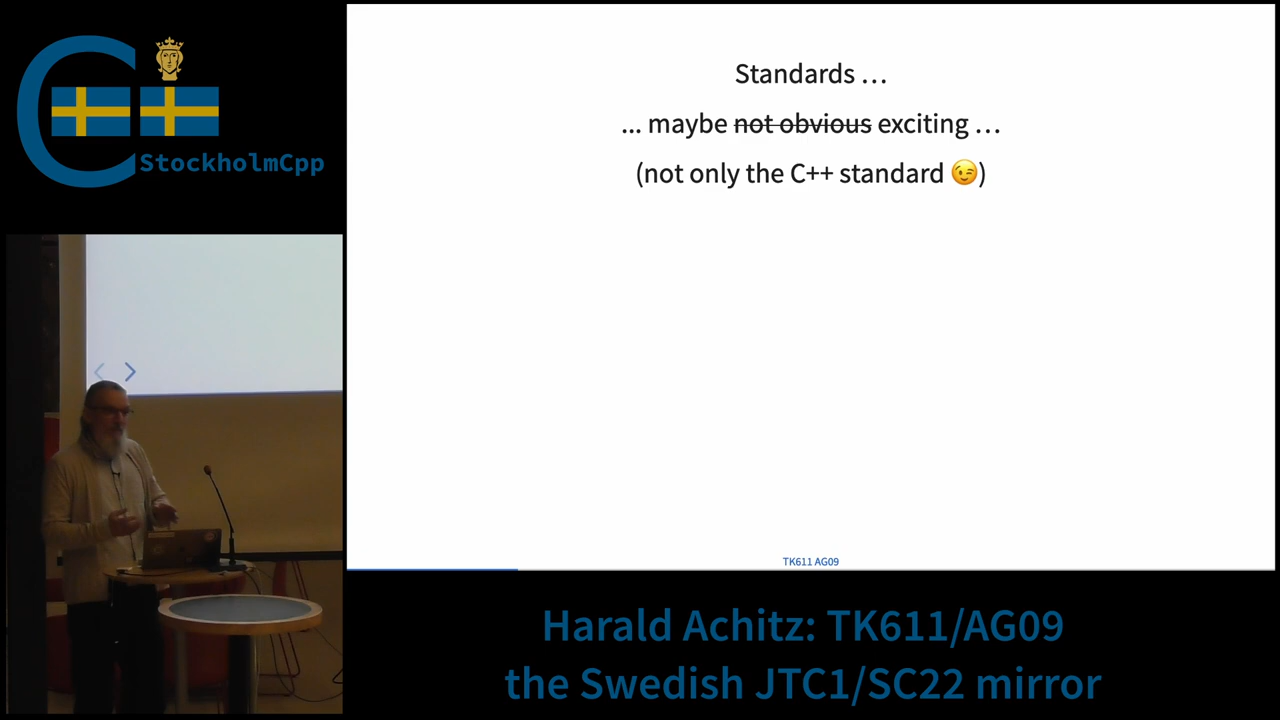 StockholmCpp
Standards …
... maybe not obvious exciting …
(not only the C++ standard 😉)
TK611 AG09
Harald Achitz: TK611/AG09
the Swedish JTC1/SC22 mirror